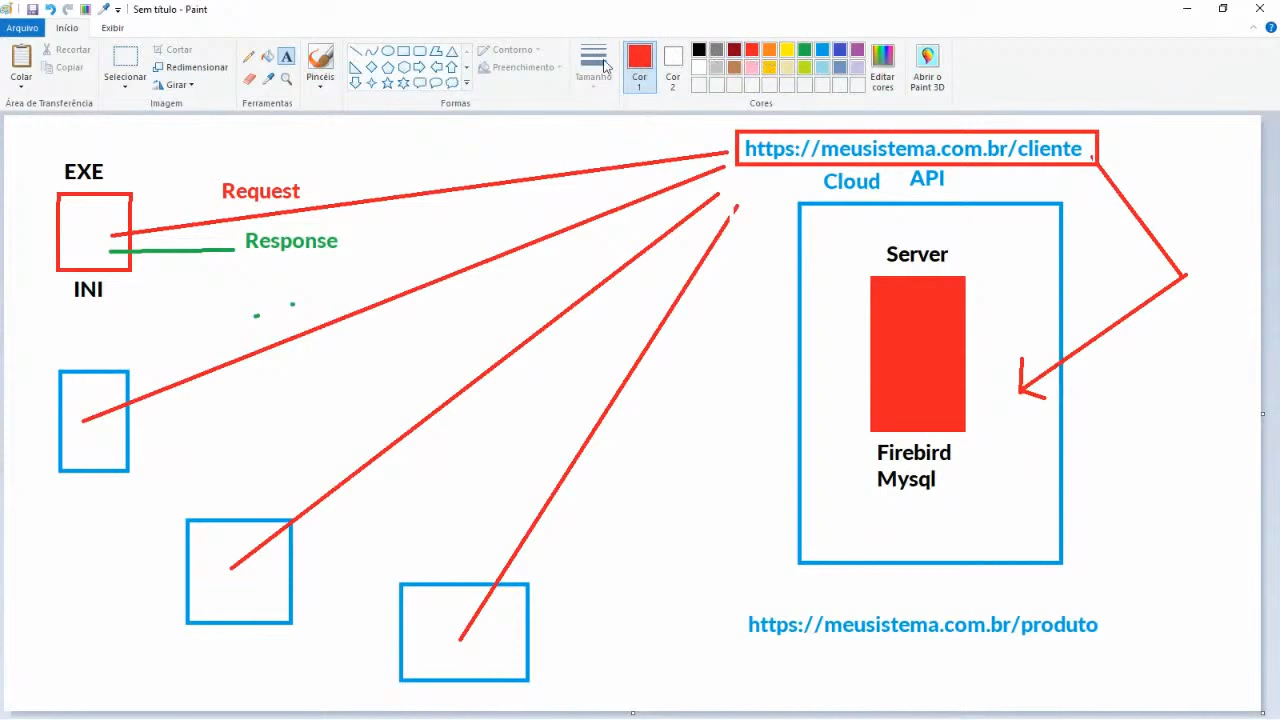 Sem título - Paint
Arquivo
Início
Exibir
Colar
Recortar
Copiar
Área de Transferência
Selecionar
Cortar
Redimensionar
Girar
Imagem
A
Ferramentas
Pincéis
Contorno
Preenchimento
Formas
Tamanho
Cor
1
Cor
2
Editar
cores
Abrir o
Paint 3D
Cores
https://meusistema.com.br/cliente
EXE
Cloud
API
Request
Response
INI
Server
Firebird
Mysql
https://meusistema.com.br/produto